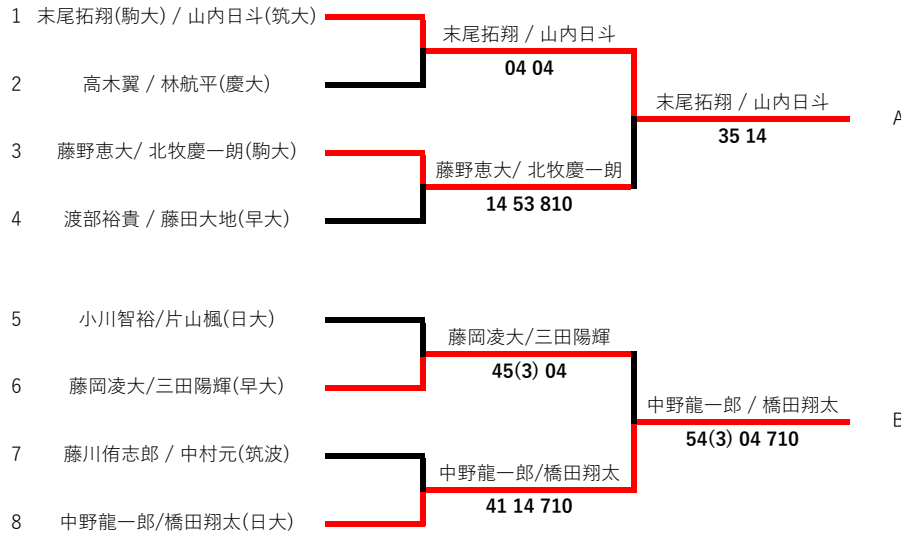 1 末尾拓翔(駒大) / 山内日斗(筑大)
末尾拓翔 / 山内日斗
04 04
2 高木翼 / 林航平(慶大)
末尾拓翔 / 山内日斗
A
35 14
3 藤野恵大/ 北牧慶一朗(駒大)
藤野恵大/ 北牧慶一朗
14 53 810
4 渡部裕貴 / 藤田大地(早大)
5 小川智裕/片山楓(日大)
藤岡凌大/三田陽輝
45(3) 04
6 藤岡凌大/三田陽輝(早大)
中野龍一郎 / 橋田翔太
B
54(3) 04 710
7 藤川侑志郎 / 中村元(筑波)
中野龍一郎/橋田翔太
41 14 710
8 中野龍一郎/橋田翔太(日大)